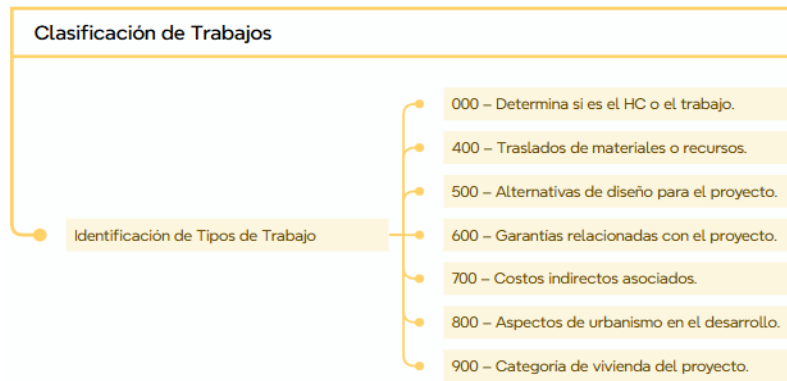 Clasificación de Trabajos
000 – Determina si es el HC o el trabajo.
400 – Traslados de materiales o recursos.
500 – Alternativas de diseño para el proyecto.
Identificación de Tipos de Trabajo
600 – Garantías relacionadas con el proyecto.
700 – Costos indirectos asociados.
800 – Aspectos de urbanismo en el desarrollo.
900 – Categoria de vivienda del proyecto.